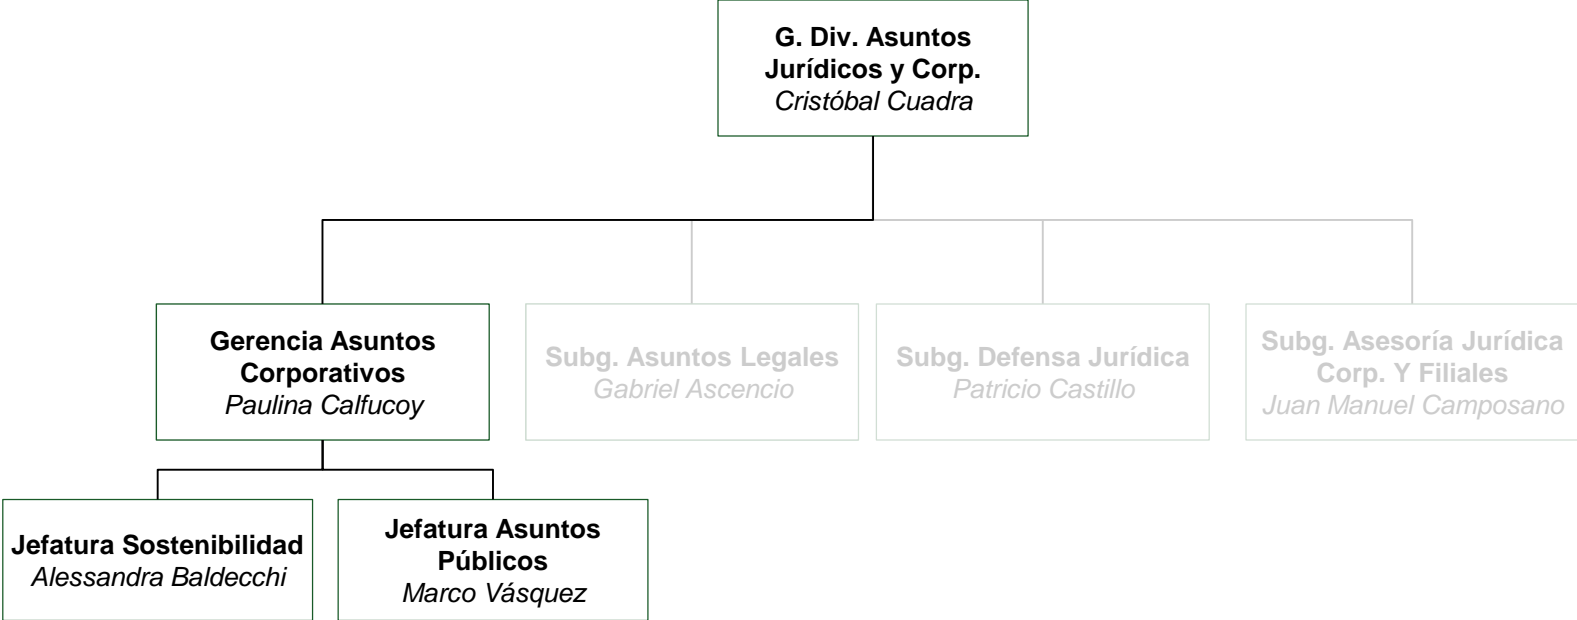 G. Div. Asuntos
Jurídicos y Corp.
Cristóbal Cuadra
Gerencia Asuntos
Corporativos
Paulina Calfucoy
Subg. Asuntos Legales
Gabriel Ascencio
Subg. Defensa Jurídica
Patricio Castillo
Subg. Asesoría Jurídica
Corp. Y Filiales
Juan Manuel Camposano
Jefatura Sostenibilidad
Alessandra Baldecchi
Jefatura Asuntos
Públicos
Marco Vásquez